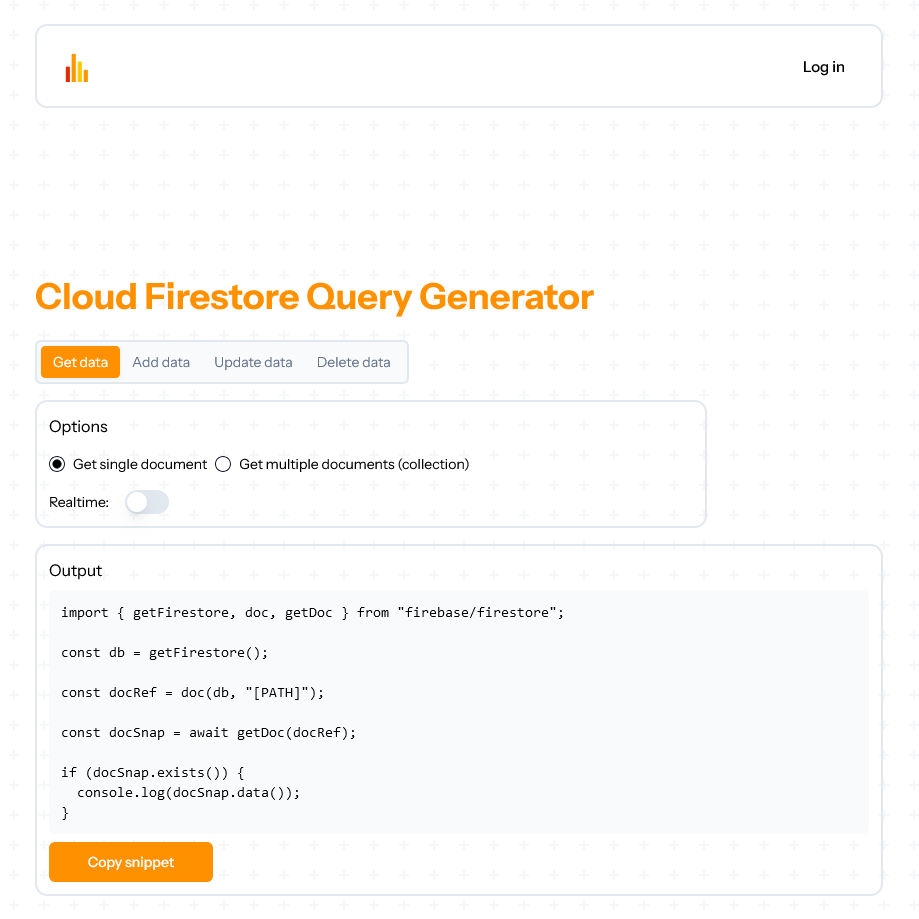 Log in
Cloud Firestore Query Generator
Get data Add data Update data Delete data
Options
Get single document Get multiple documents (collection)
Realtime:
Output
import { getFirestore, doc, getDoc } from "firebase/firestore";
const db = getFirestore();
const docRef = doc(db, "[PATH]");
const docSnap = await getDoc(docRef);
if (docSnap.exists()) {
  console.log(docSnap.data());
}
Copy snippet